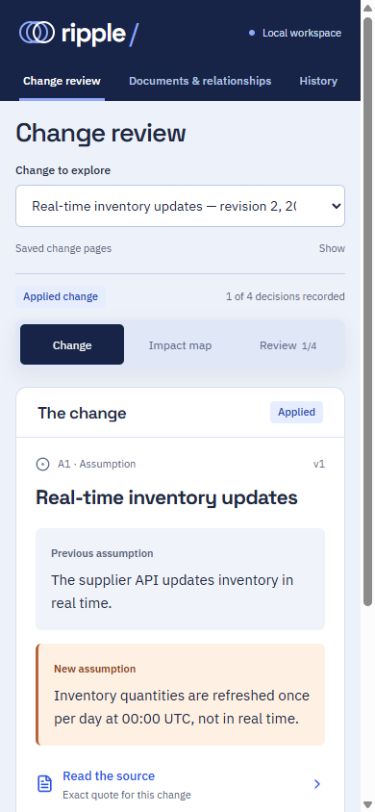 ripple/
Local workspace
Change review
Documents & relationships
History
Change review
Change to explore
Real-time inventory updates — revision 2, 20
Saved change pages
Show
Applied change
1 of 4 decisions recorded
Change
Impact map
Review 1/4
The change
Applied
A1 · Assumption
v1
Real-time inventory updates
Previous assumption
The supplier API updates inventory in
real time.
New assumption
Inventory quantities are refreshed once
per day at 00:00 UTC, not in real time.
Read the source
Exact quote for this change